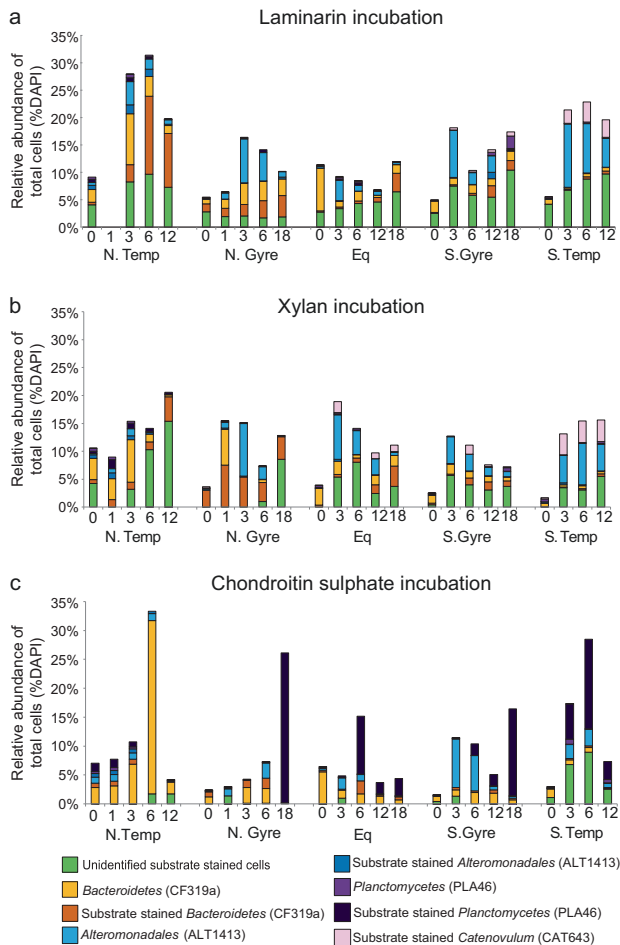 a
Laminarin incubation
Relative abundance of
total cells (%DAPI)
35%
30%
25%
20%
15%
10%
5%
0%
0 1 3 6 12 0 1 3 6 18 0 3 6 12 18 0 3 6 12 18 0 3 6 12
N. Temp N. Gyre Eq S.Gyre S. Temp
b
Xylan incubation
Relative abundance of
total cells (%DAPI)
35%
30%
25%
20%
15%
10%
5%
0%
0 1 3 6 12 0 1 3 6 18 0 3 6 12 18 0 3 6 12 18 0 3 6 12
N. Temp N. Gyre Eq S.Gyre S. Temp
c
Chondroitin sulphate incubation
Relative abundance of
total cells (%DAPI)
35%
30%
25%
20%
15%
10%
5%
0%
0 1 3 6 12 0 1 3 6 18 0 3 6 12 18 0 3 6 12 18 0 3 6 12
N.Temp N. Gyre Eq S.Gyre S. Temp
Unidentified substrate stained cells
Bacteroidetes (CF319a)
Substrate stained Bacteroidetes (CF319a)
Alteromonadales (ALT1413)
Substrate stained Alteromonadales (ALT1413)
Planctomycetes (PLA46)
Substrate stained Planctomycetes (PLA46)
Substrate stained Catenovulum (CAT643)